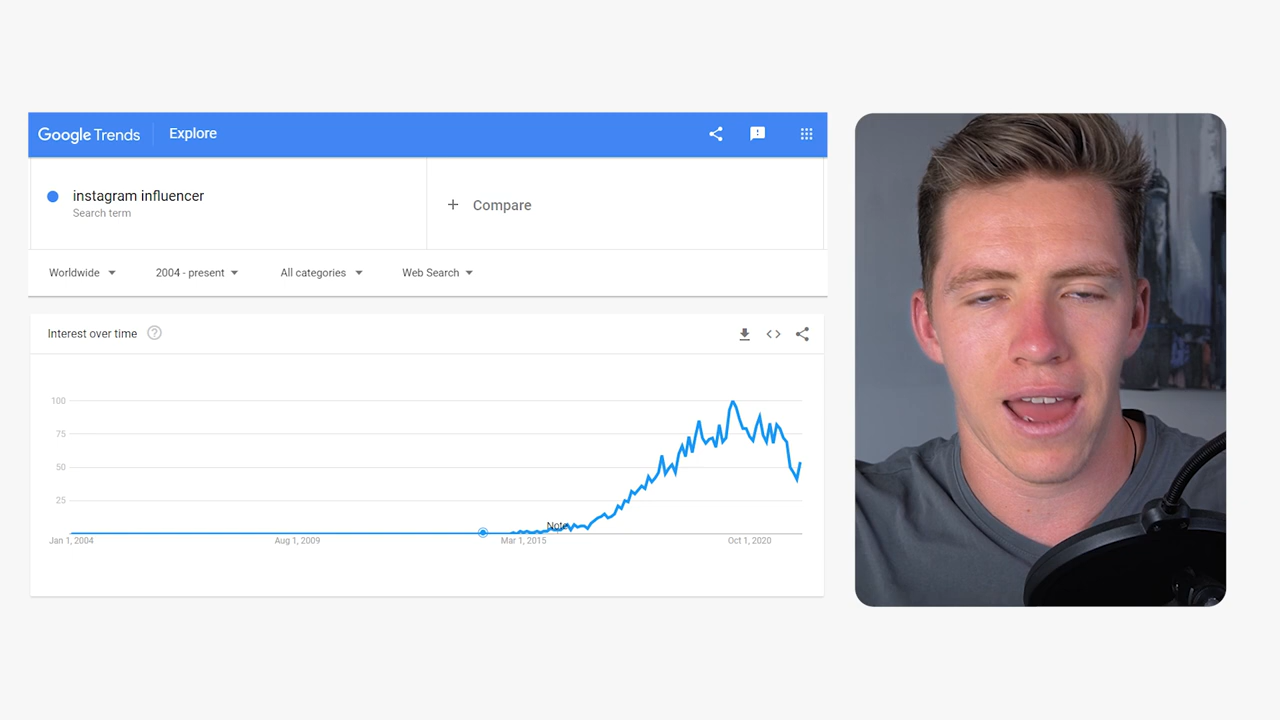 Google Trends Explore
instagram influencer
Search term
+ Compare
Worldwide 2004 - present All categories Web Search
Interest over time ?
100
75
50
25
Note
Jan 1, 2004 Aug 1, 2009 Mar 1, 2015 Oct 1, 2020